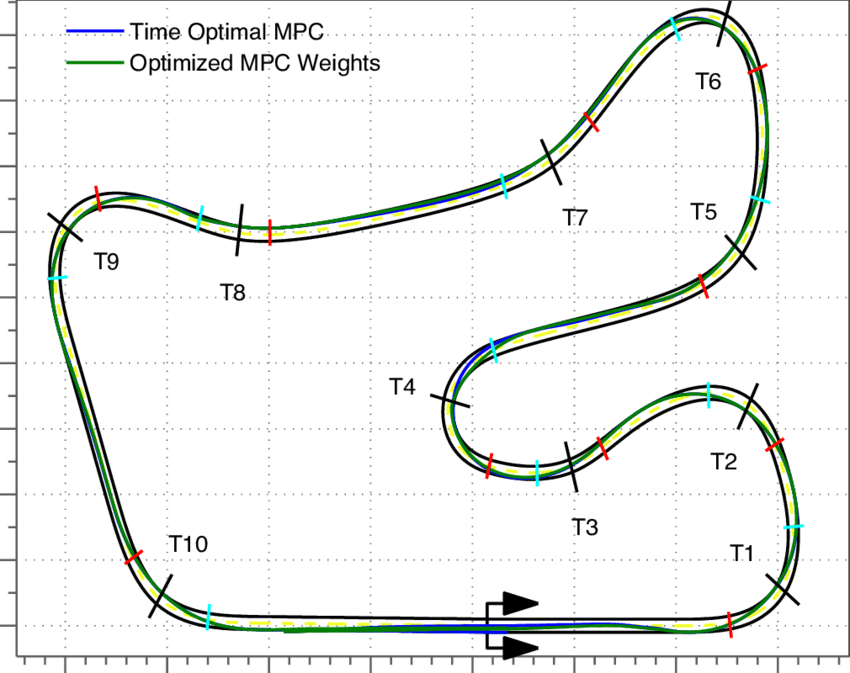 Time Optimal MPC
Optimized MPC Weights
T6
T5
T7
T9
T8
T4
T2
T3
T10
T1